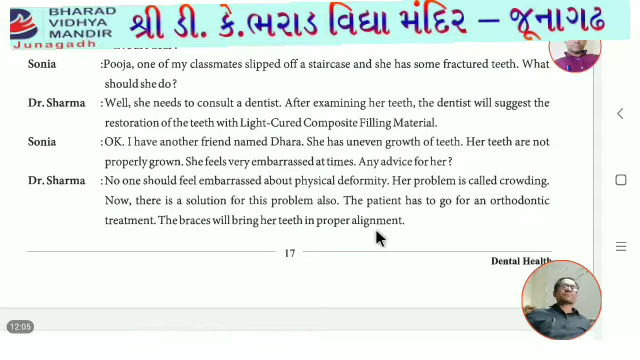 BHARAD
VIDHYA
MANDIR
Junagadh
શ્રી ડી. કે. ભરાડ વિદ્યા મંદિર – જૂનાગઢ
Sonia : Pooja, one of my classmates slipped off a staircase and she has some fractured teeth. What
should she do?
Dr. Sharma : Well, she needs to consult a dentist. After examining her teeth, the dentist will suggest the
restoration of the teeth with Light-Cured Composite Filling Material.
Sonia : OK. I have another friend named Dhara. She has uneven growth of teeth. Her teeth are not
properly grown. She feels very embarrassed at times. Any advice for her?
Dr. Sharma : No one should feel embarrassed about physical deformity. Her problem is called crowding.
Now, there is a solution for this problem also. The patient has to go for an orthodontic
treatment. The braces will bring her teeth in proper alignment.
17
Dental Health
12:05